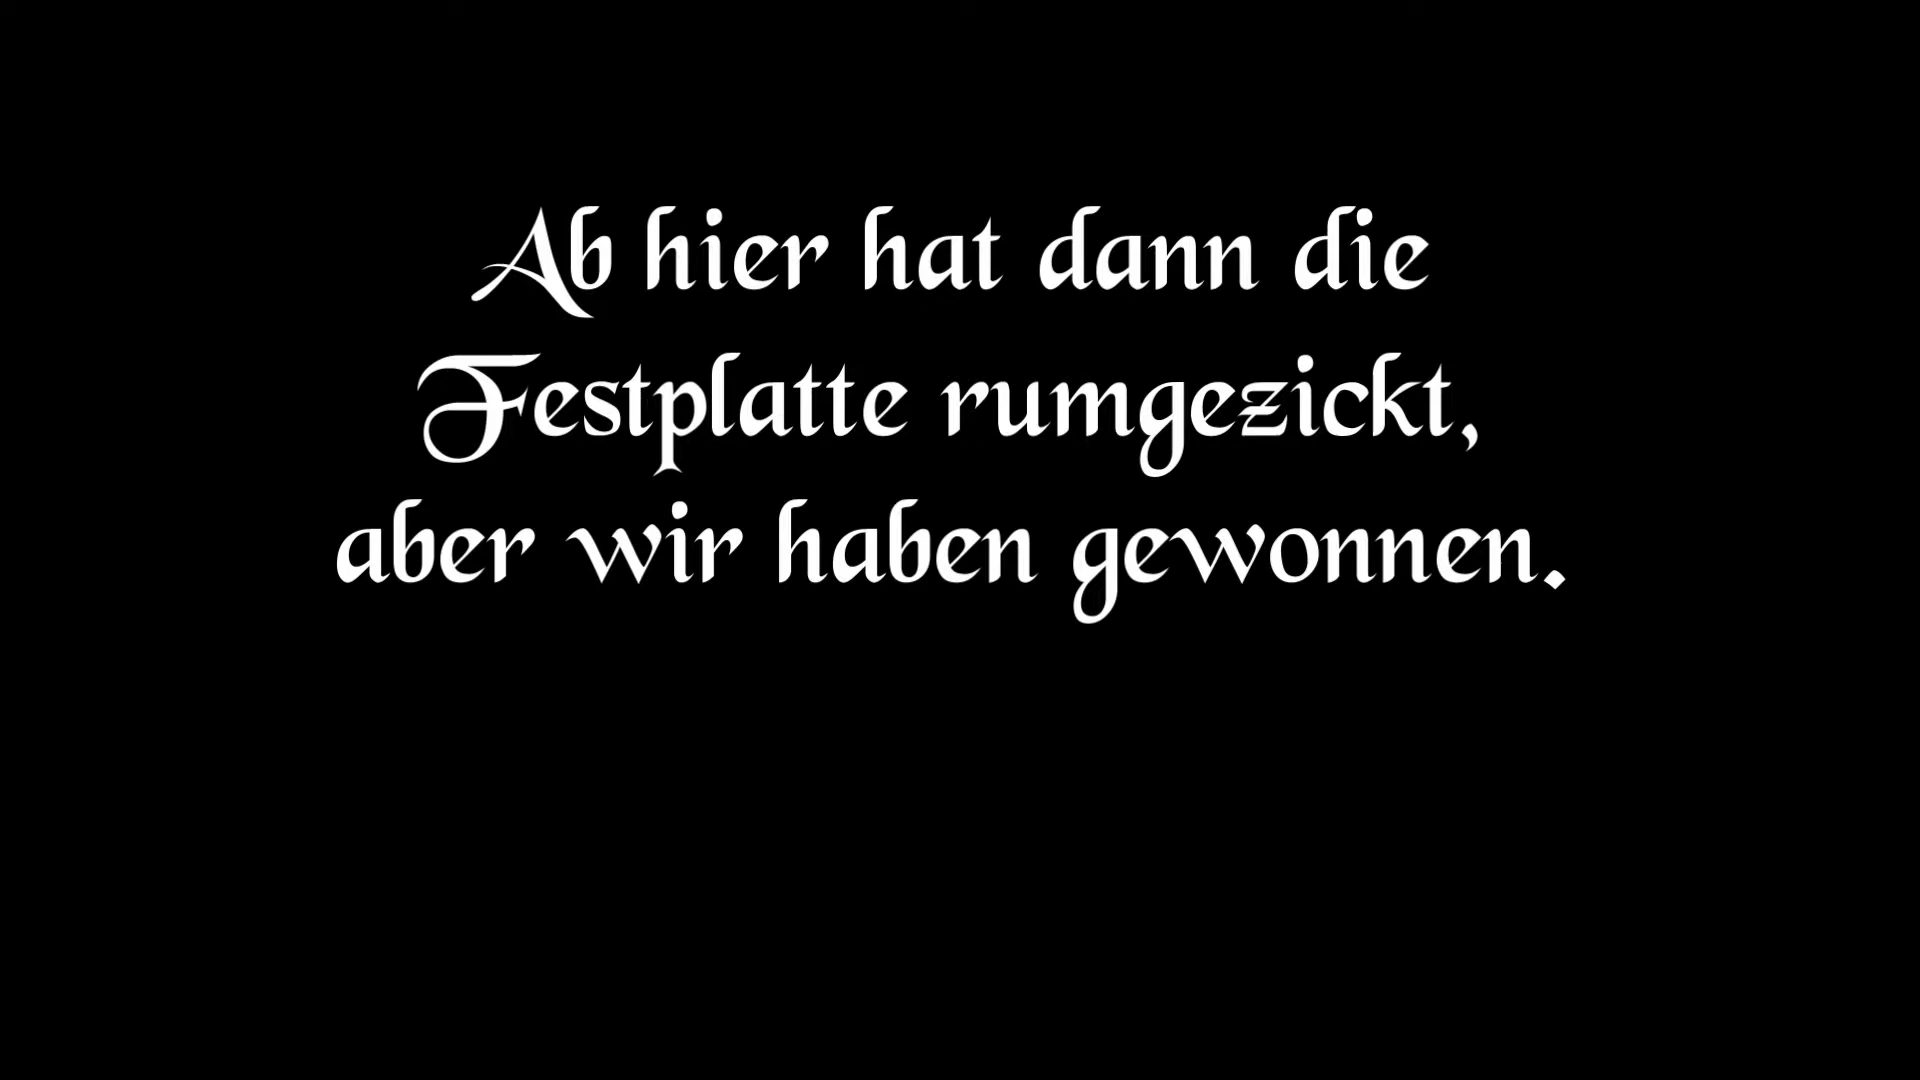 Ab hier hat dann die
Festplatte rumgezickt,
aber wir haben gewonnen.